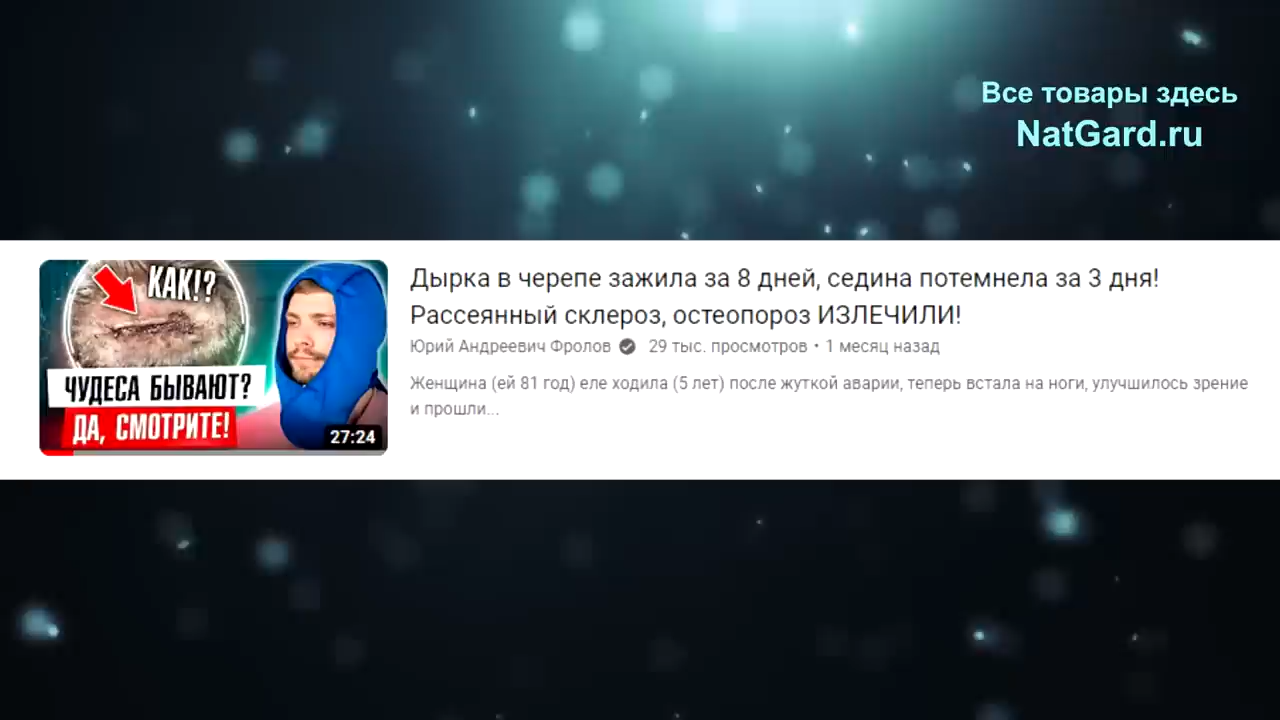 Все товары здесь
NatGard.ru
КАК!?
ЧУДЕСА БЫВАЮТ?
ДА, СМОТРИТЕ!
27:24
Дырка в черепе зажила за 8 дней, седина потемнела за 3 дня!
Рассеянный склероз, остеопороз ИЗЛЕЧИЛИ!
Юрий Андреевич Фролов 29 тыс. просмотров • 1 месяц назад
Женщина (ей 81 год) еле ходила (5 лет) после жуткой аварии, теперь встала на ноги, улучшилось зрение
и прошли...